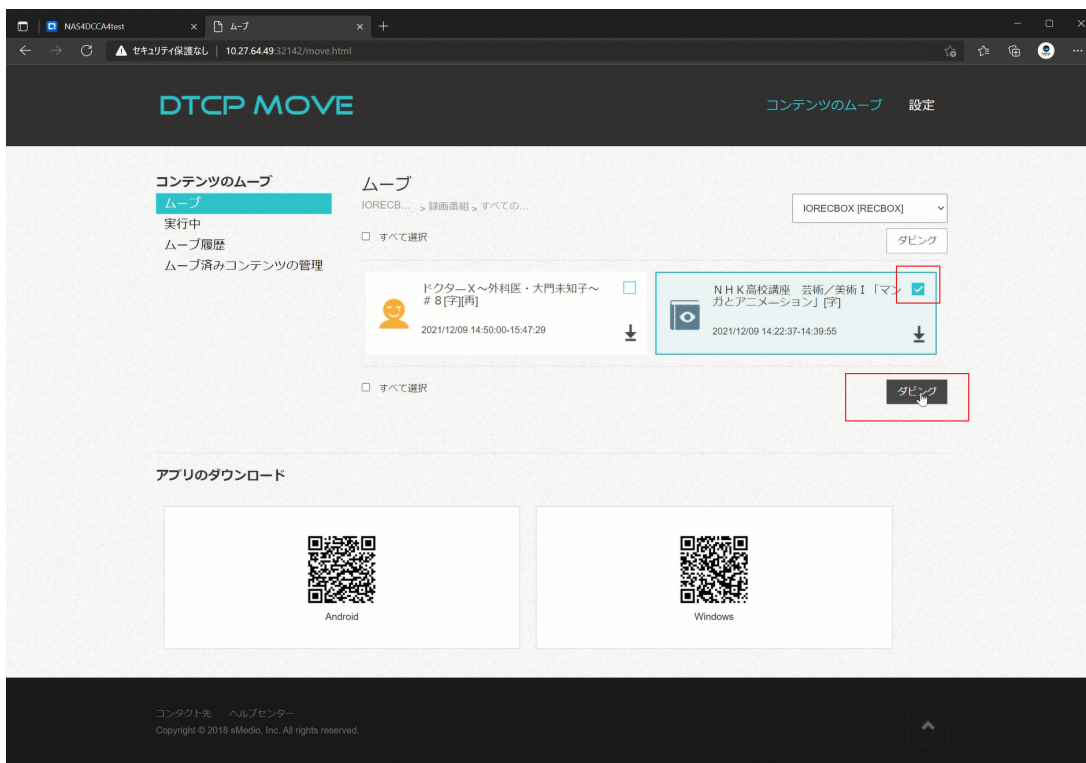 NAS4DCCA4test
ムーブ
セキュリティ保護なし | 10.27.64.49:32142/move.html
DTCP MOVE
コンテンツのムーブ
設定
コンテンツのムーブ
ムーブ
実行中
ムーブ履歴
ムーブ済みコンテンツの管理
ムーブ
IORECB... > 録画番組 > すべての...
IORECBOX [RECBOX]
すべて選択
ダビング
ドクターX～外科医・大門未知子～
＃８[字][再]
2021/12/09 14:50:00-15:47:29
ＮＨＫ高校講座 芸術／美術Ⅰ「マン
ガとアニメーション」[字]
2021/12/09 14:22:37-14:39:55
すべて選択
ダビング
アプリのダウンロード
Android
Windows
コンタクト先 ヘルプセンター
Copyright © 2018 sMedio, Inc. All rights reserved.